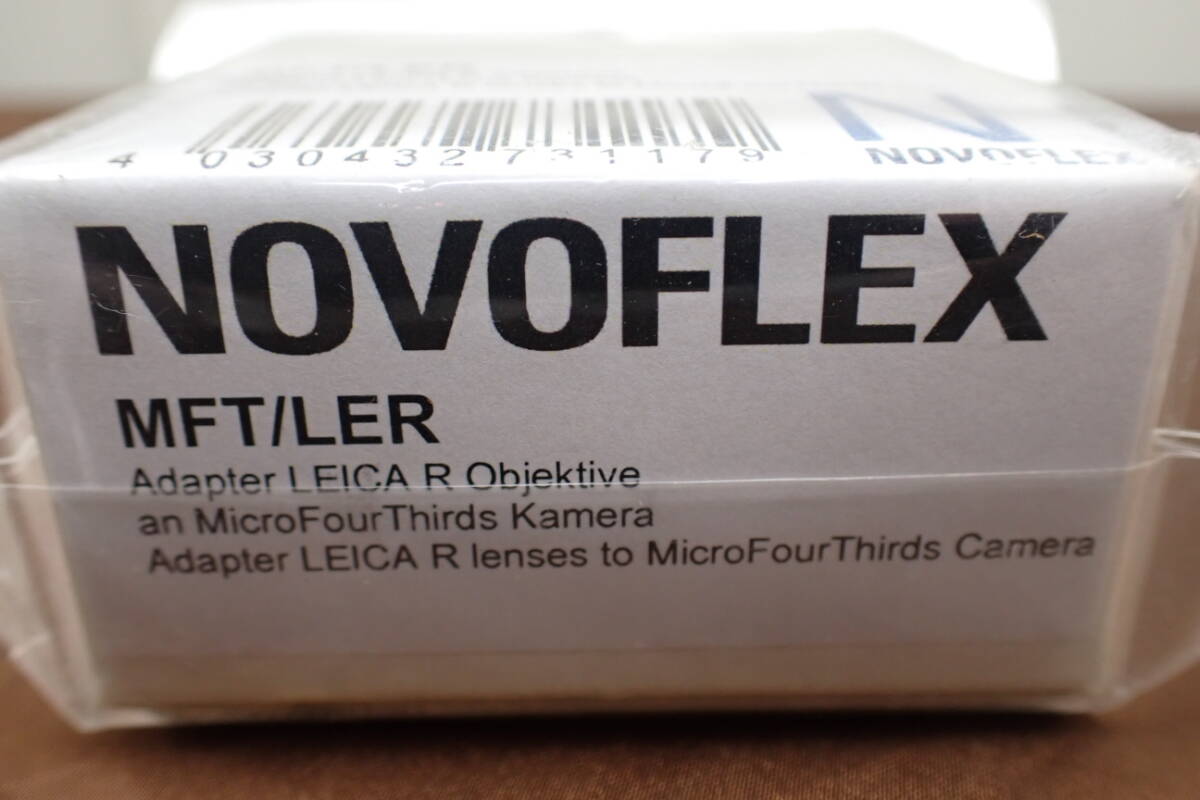 4 030432 731179
NOVOFLEX
NOVOFLEX
MFT/LER
Adapter LEICA R Objektive
an MicroFourThirds Kamera
Adapter LEICA R lenses to MicroFourThirds Camera